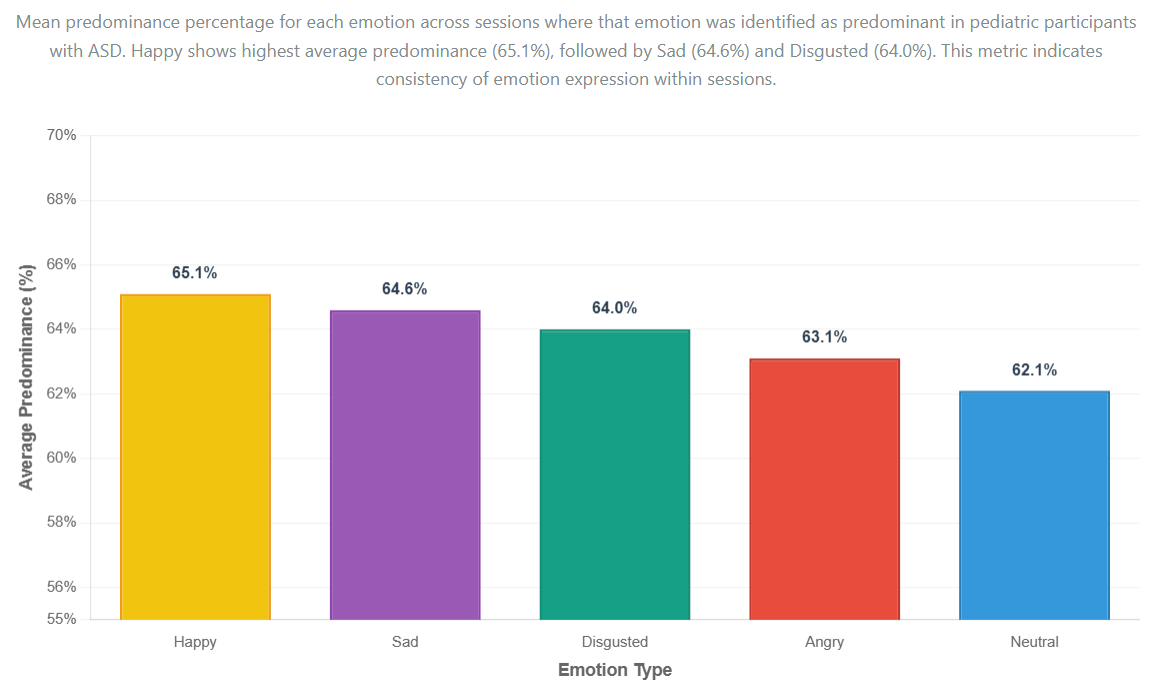 Mean predominance percentage for each emotion across sessions where that emotion was identified as predominant in pediatric participants
with ASD. Happy shows highest average predominance (65.1%), followed by Sad (64.6%) and Disgusted (64.0%). This metric indicates
consistency of emotion expression within sessions.
70%
68%
66%
64%
62%
60%
58%
56%
55%
Average Predominance (%)
65.1%
64.6%
64.0%
63.1%
62.1%
Happy
Sad
Disgusted
Angry
Neutral
Emotion Type